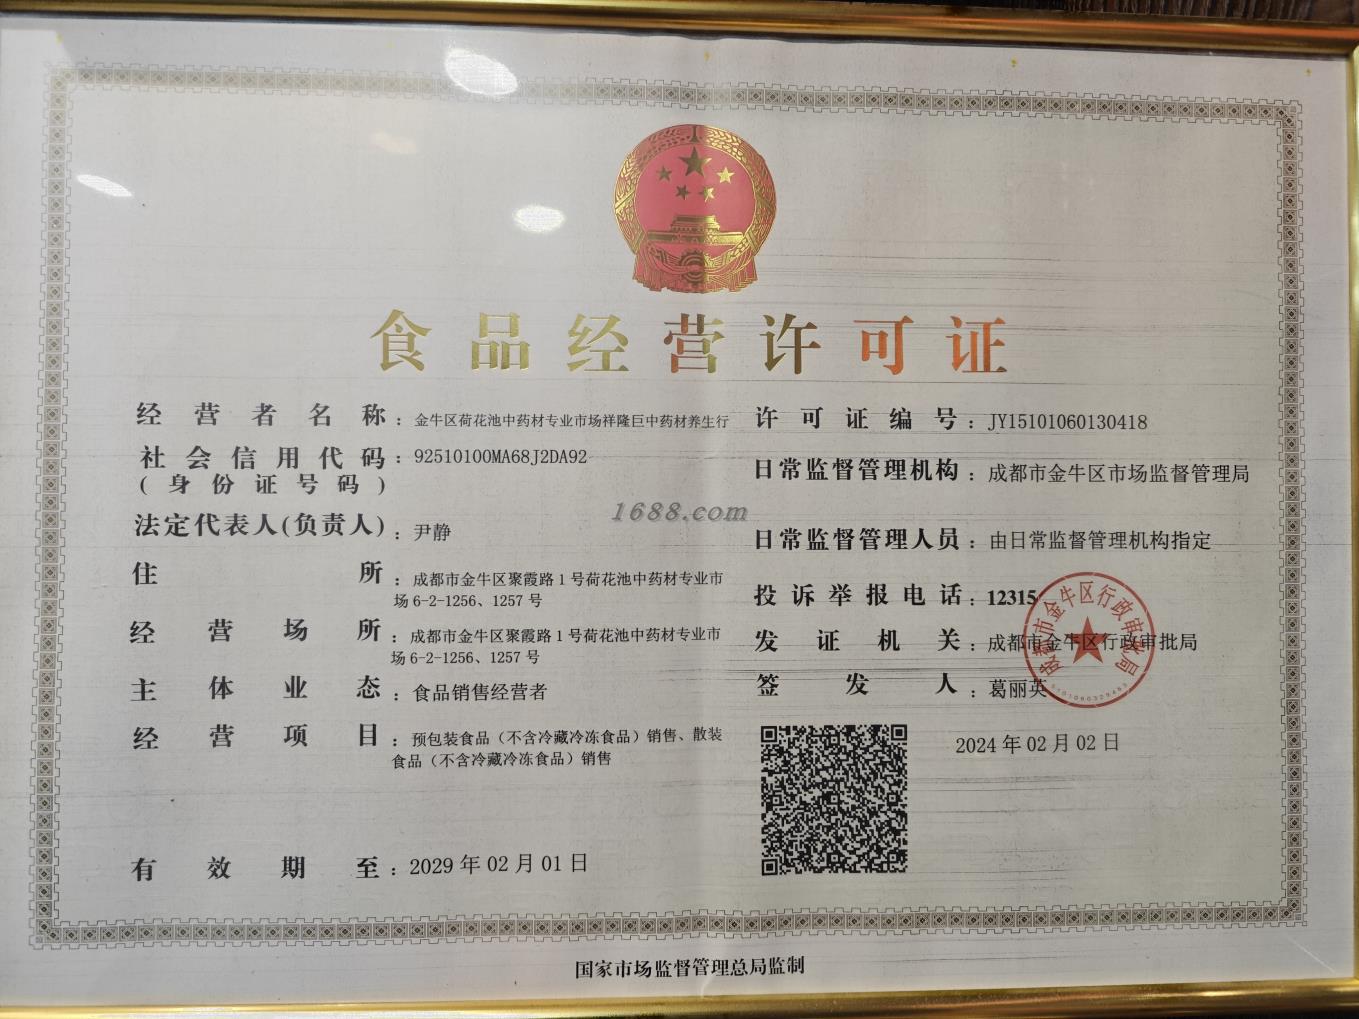 食品经营许可证
经营者名称：金牛区荷花池中药材专业市场祥隆巨中药材养生行
社会信用代码：92510100MA68J2DA92
(身份证号码)
法定代表人(负责人)：尹静
住所：成都市金牛区聚霞路1号荷花池中药材专业市
场6-2-1256、1257号
经营场所：成都市金牛区聚霞路1号荷花池中药材专业市
场6-2-1256、1257号
主体业态：食品销售经营者
经营项目：预包装食品（不含冷藏冷冻食品）销售、散装
食品（不含冷藏冷冻食品）销售
有效期至：2029年02月01日
许可证编号：JY15101060130418
日常监督管理机构：成都市金牛区市场监督管理局
1688.com
日常监督管理人员：由日常监督管理机构指定
投诉举报电话：12315
发证机关：成都市金牛区行政审批局
签发人：葛丽英
成都市金牛区行政审批局
2024年02月02日
国家市场监督管理总局监制